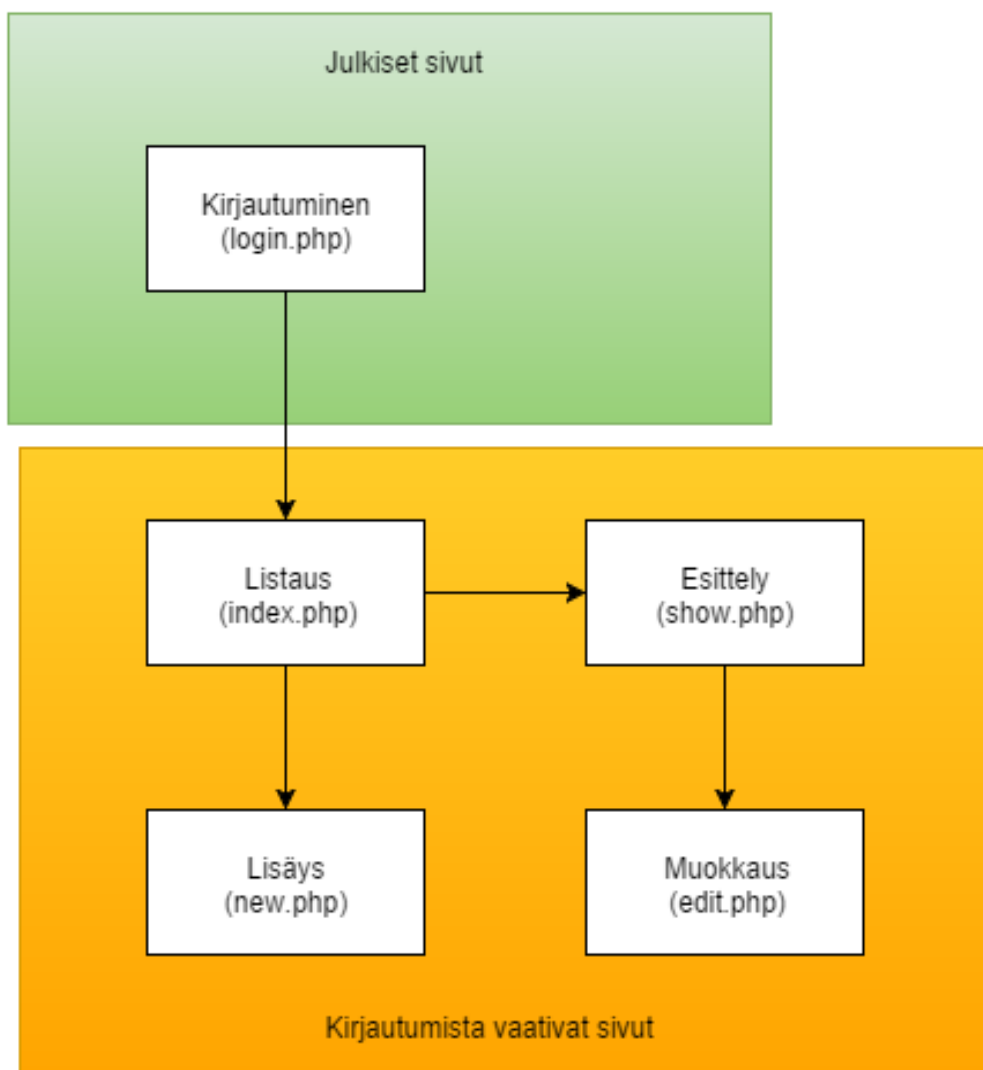 Julkiset sivut
Kirjautuminen
(login.php)
Listaus
(index.php)
Esittely
(show.php)
Lisäys
(new.php)
Muokkaus
(edit.php)
Kirjautumista vaativat sivut